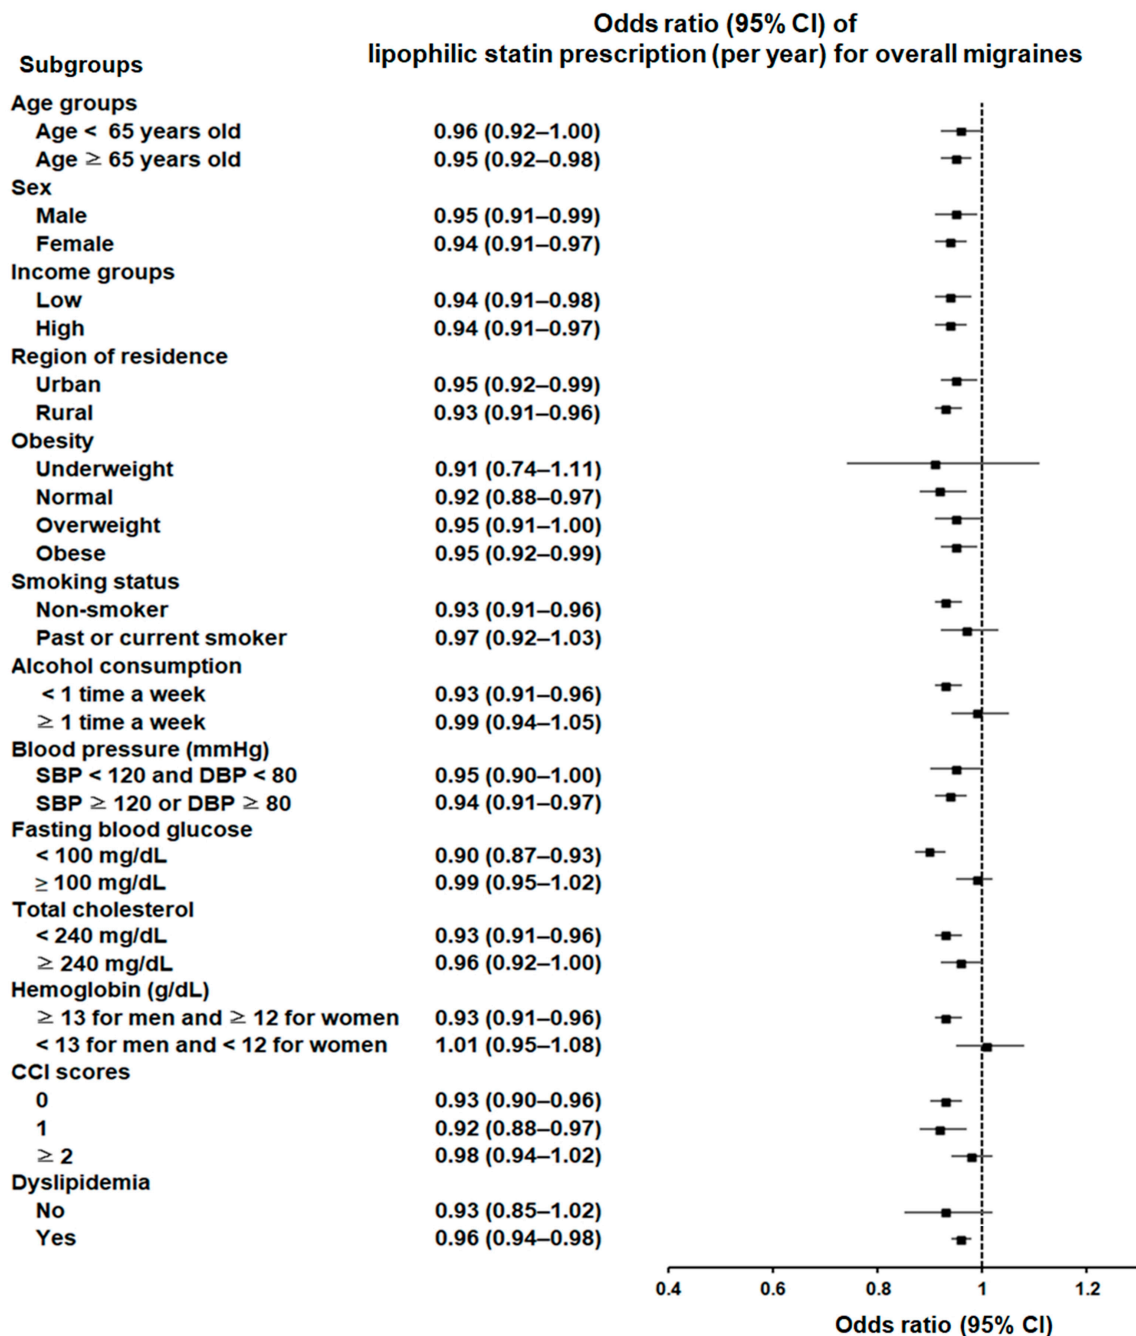 Odds ratio (95% CI) of
lipophilic statin prescription (per year) for overall migraines
Subgroups
Age groups
Age < 65 years old 0.96 (0.92–1.00)
Age ≥ 65 years old 0.95 (0.92–0.98)
Sex
Male 0.95 (0.91–0.99)
Female 0.94 (0.91–0.97)
Income groups
Low 0.94 (0.91–0.98)
High 0.94 (0.91–0.97)
Region of residence
Urban 0.95 (0.92–0.99)
Rural 0.93 (0.91–0.96)
Obesity
Underweight 0.91 (0.74–1.11)
Normal 0.92 (0.88–0.97)
Overweight 0.95 (0.91–1.00)
Obese 0.95 (0.92–0.99)
Smoking status
Non-smoker 0.93 (0.91–0.96)
Past or current smoker 0.97 (0.92–1.03)
Alcohol consumption
< 1 time a week 0.93 (0.91–0.96)
≥ 1 time a week 0.99 (0.94–1.05)
Blood pressure (mmHg)
SBP < 120 and DBP < 80 0.95 (0.90–1.00)
SBP ≥ 120 or DBP ≥ 80 0.94 (0.91–0.97)
Fasting blood glucose
< 100 mg/dL 0.90 (0.87–0.93)
≥ 100 mg/dL 0.99 (0.95–1.02)
Total cholesterol
< 240 mg/dL 0.93 (0.91–0.96)
≥ 240 mg/dL 0.96 (0.92–1.00)
Hemoglobin (g/dL)
≥ 13 for men and ≥ 12 for women 0.93 (0.91–0.96)
< 13 for men and < 12 for women 1.01 (0.95–1.08)
CCI scores
0 0.93 (0.90–0.96)
1 0.92 (0.88–0.97)
≥ 2 0.98 (0.94–1.02)
Dyslipidemia
No 0.93 (0.85–1.02)
Yes 0.96 (0.94–0.98)
0.4 0.6 0.8 1 1.2
Odds ratio (95% CI)